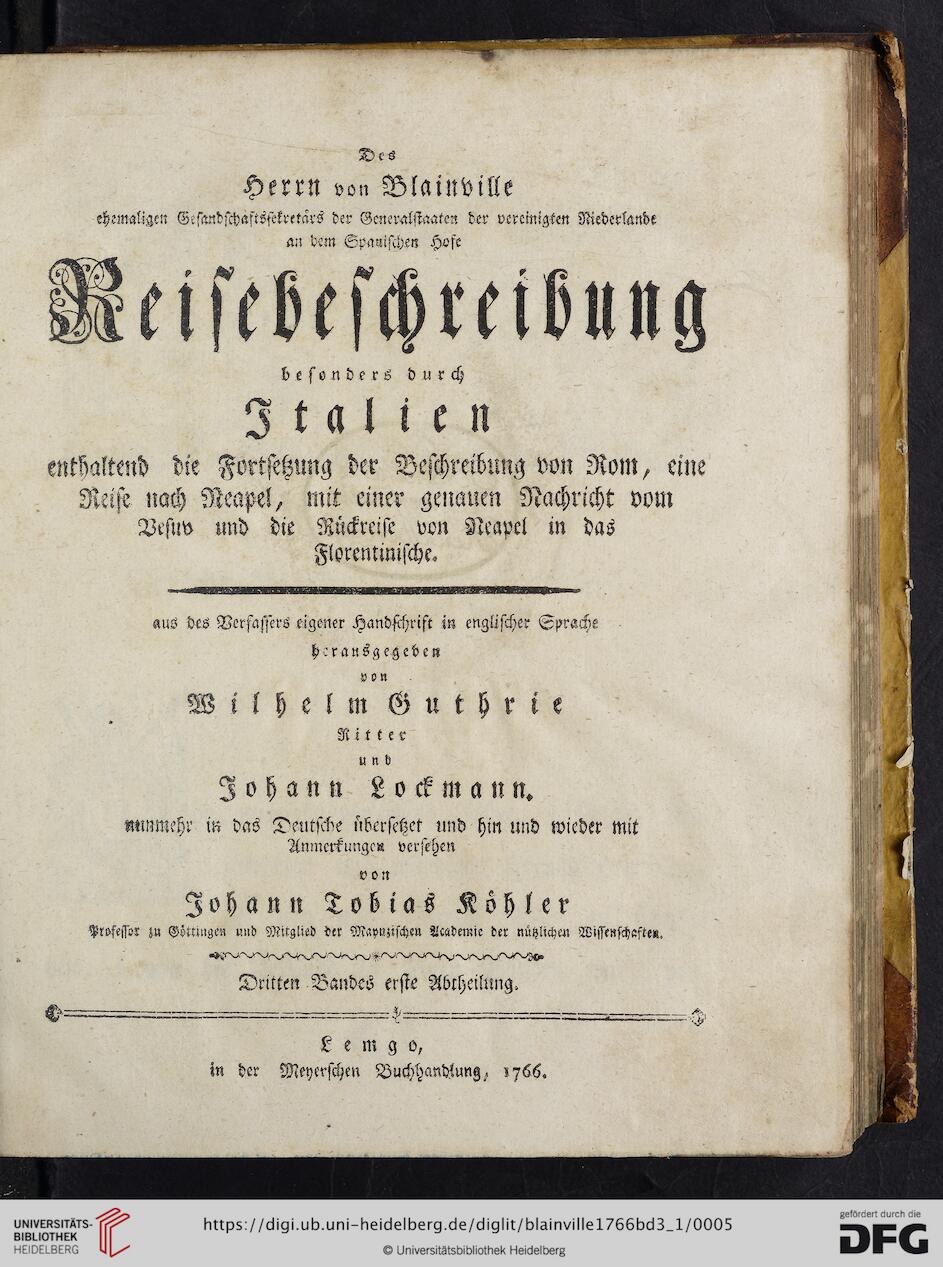 Des
Herrn von Blainville
ehemaligen Gesandschaftssekretärs der Generalstaaten der vereinigten Niederlande
an dem Spanischen Hofe
Reisebeschreibung
besonders durch
Italien
enthaltend die Fortsetzung der Beschreibung von Rom, eine
Reise nach Neapel, mit einer genauen Nachricht vom
Vesuv und die Rückreise von Neapel in das
Florentinische.
aus des Verfassers eigener Handschrift in englischer Sprache
herausgegeben
von
Wilhelm Guthrie
Ritter
und
Johann Lockmann.
nunmehr in das Deutsche übersetzet und hin und wieder mit
Anmerkungen versehen
von
Johann Tobias Köhler
Professor zu Göttingen und Mitglied der Maynzischen Academie der nützlichen Wissenschaften.
Dritten Bandes erste Abtheilung.
Lemgo,
in der Meyerschen Buchhandlung, 1766.
UNIVERSITÄTS-
BIBLIOTHEK
HEIDELBERG
https://digi.ub.uni-heidelberg.de/diglit/blainville1766bd3_1/0005
© Universitätsbibliothek Heidelberg
gefördert durch die
DFG